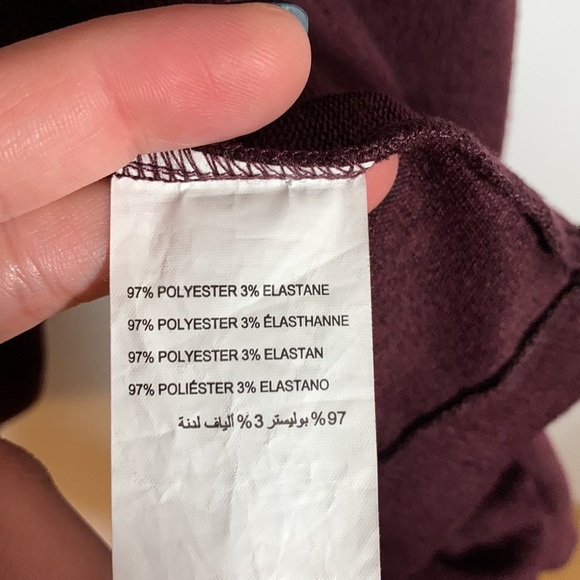 97% POLYESTER 3% ELASTANE
97% POLYESTER 3% ÉLASTHANNE
97% POLYESTER 3% ELASTAN
97% POLIÉSTER 3% ELASTANO
97% بوليستر 3% ألياف لدنة